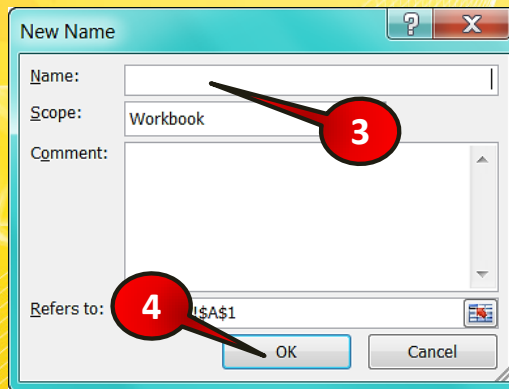 New Name
?
X
Name:
3
Scope:
Workbook
Comment:
Refers to:
4
!$A$1
OK
Cancel